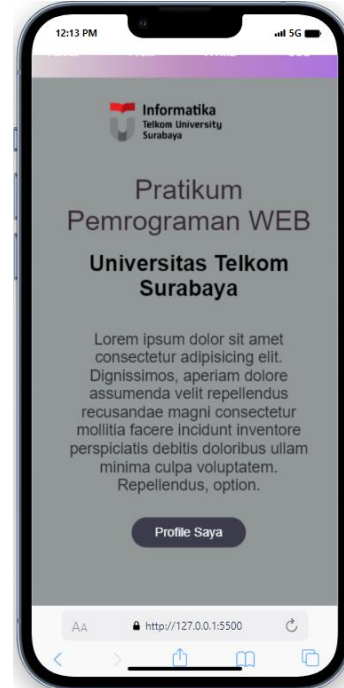 12:13 PM
5G
Informatika
Telkom University
Surabaya
Pratikum
Pemrograman WEB
Universitas Telkom
Surabaya
Lorem ipsum dolor sit amet
consectetur adipisicing elit.
Dignissimos, aperiam dolore
assumenda velit repellendus
recusandae magni consectetur
mollitia facere incidunt inventore
perspiciatis debitis doloribus ullam
minima culpa voluptatem.
Repellendus, option.
Profile Saya
AA http://127.0.0.1:5500